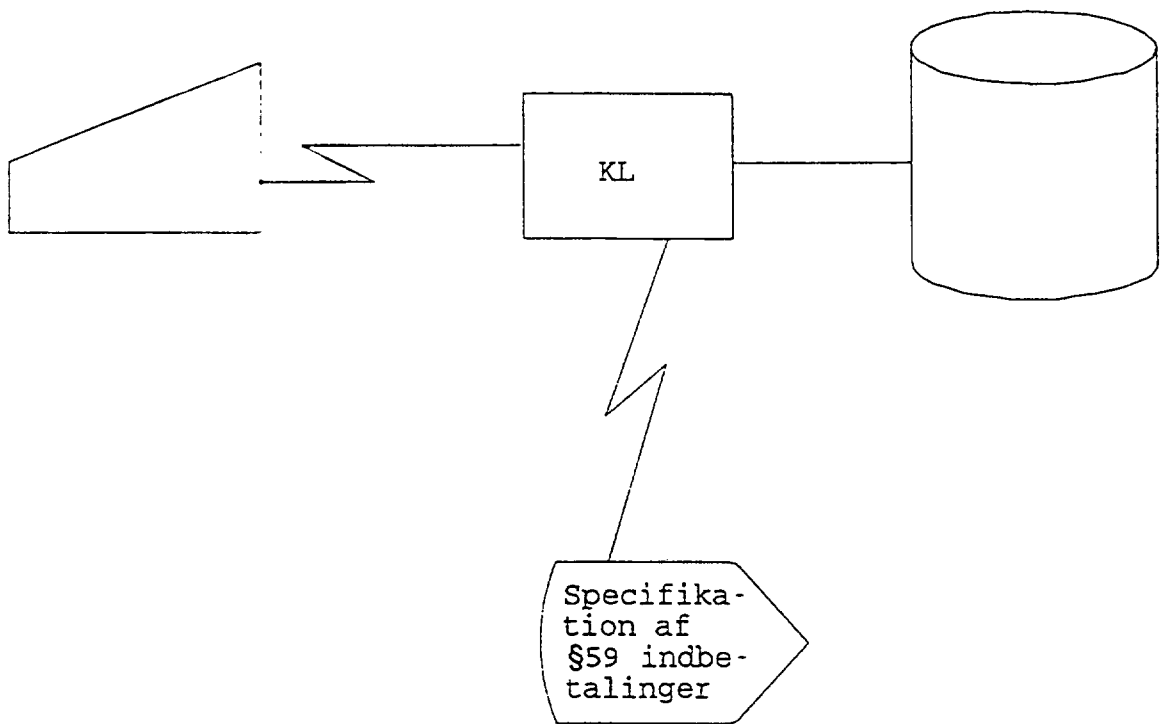 KL
Specifika-
tion af
§59 indbe-
talinger